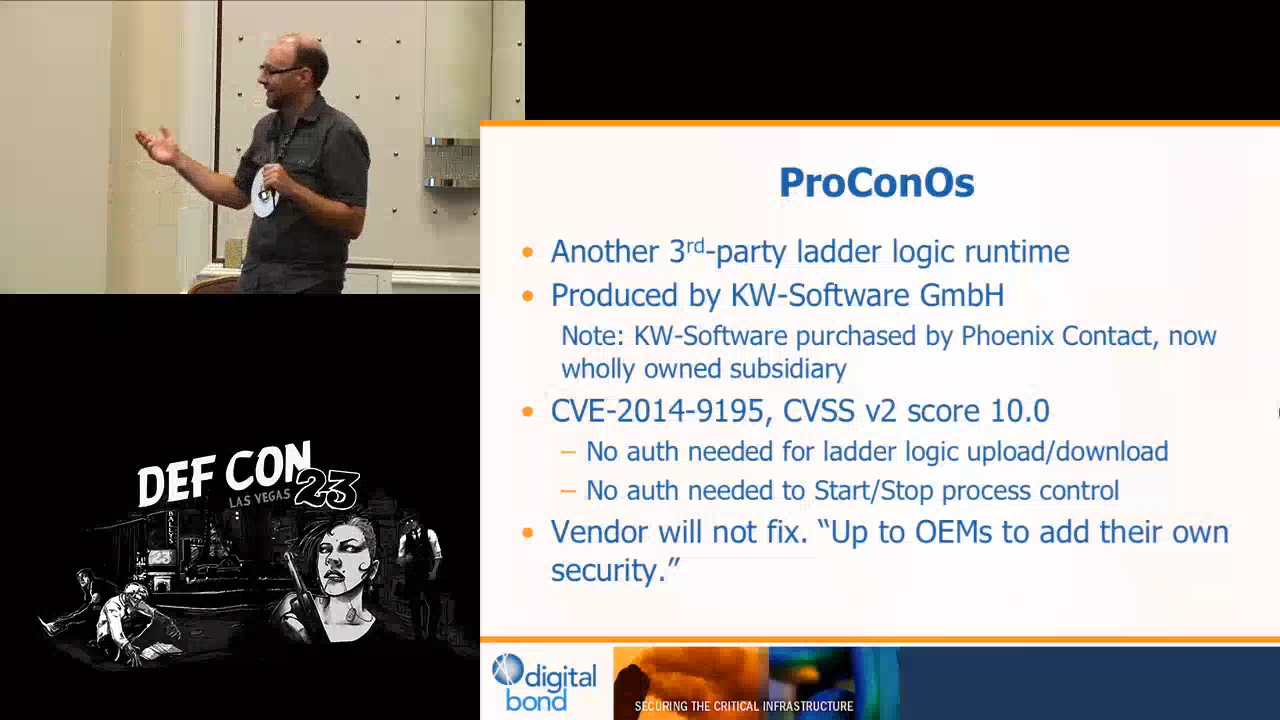 ProConOs
• Another 3rd-party ladder logic runtime
• Produced by KW-Software GmbH
Note: KW-Software purchased by Phoenix Contact, now
wholly owned subsidiary
• CVE-2014-9195, CVSS v2 score 10.0
– No auth needed for ladder logic upload/download
– No auth needed to Start/Stop process control
• Vendor will not fix. “Up to OEMs to add their own
security.”
DEF CON
LAS VEGAS 23
BALLY'S
digital
bond
SECURING THE CRITICAL INFRASTRUCTURE